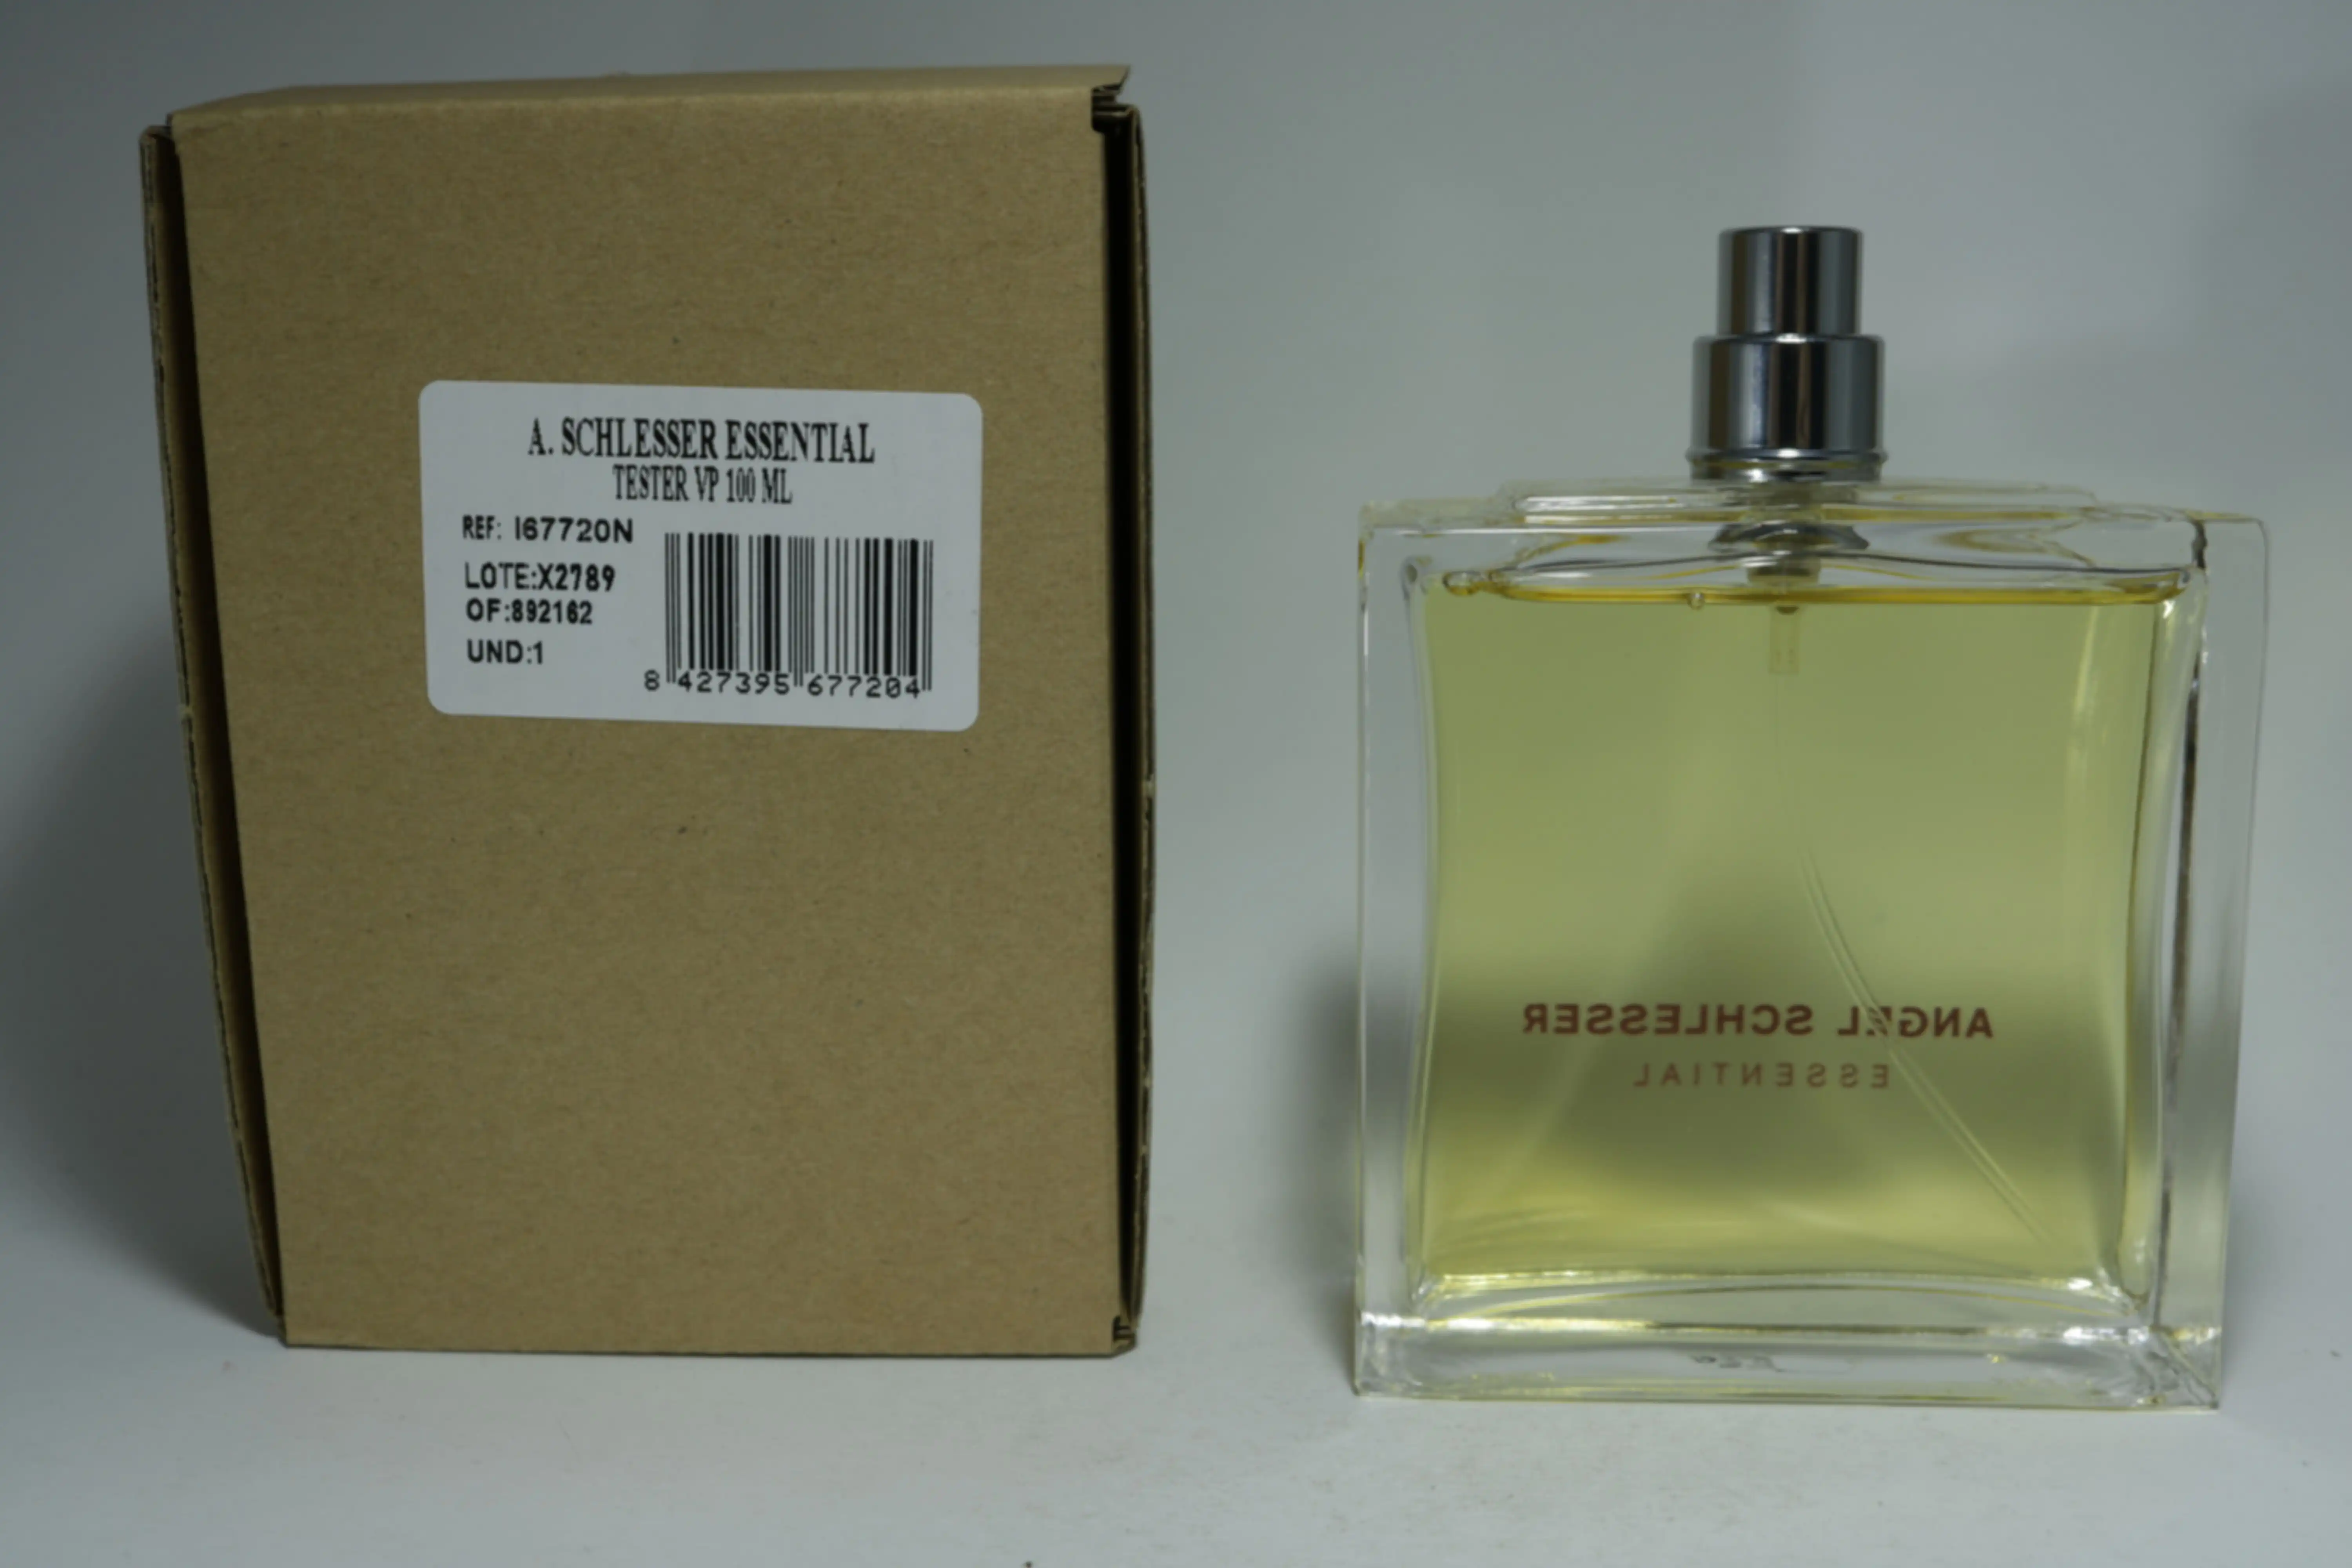 A. SCHLESSER ESSENTIAL
TESTER VP 100 ML
REF: I67720N
LOTE:X2789
OF:892162
UND:1
8 427395 677204
ANGEL SCHLESSER
ESSENTIAL